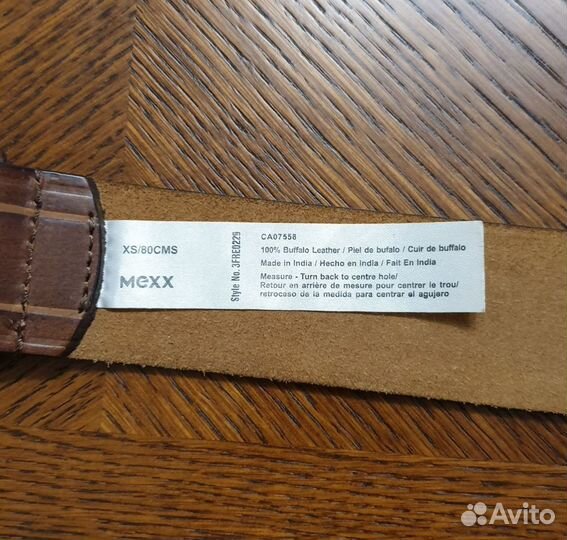 XS/80CMS
Mexx
Style No. 3FRE0229
CA07558
100% Buffalo Leather / Piel de bufalo / Cuir de buffalo
Made in India / Hecho en india / Fait En India
Measure - Turn back to centre hole/
Retour en arrière de mesure pour centrer le trou/
retroceso de la medida para centrar el agujero
Avito